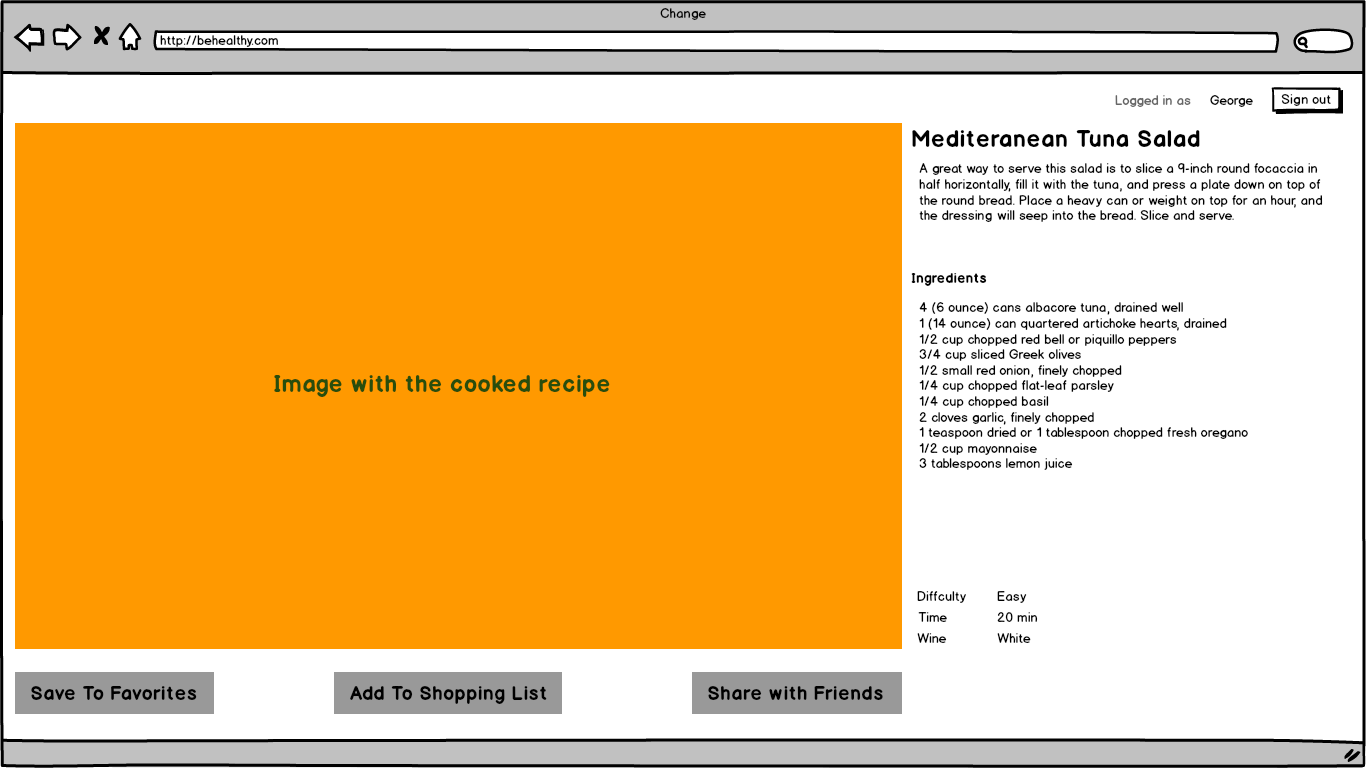 Change
http://behealthy.com
Logged in as George Sign out
Mediteranean Tuna Salad
A great way to serve this salad is to slice a 9-inch round focaccia in
half horizontally, fill it with the tuna, and press a plate down on top of
the round bread. Place a heavy can or weight on top for an hour, and
the dressing will seep into the bread. Slice and serve.
Ingredients
4 (6 ounce) cans albacore tuna, drained well
1 (14 ounce) can quartered artichoke hearts, drained
1/2 cup chopped red bell or piquillo peppers
3/4 cup sliced Greek olives
1/2 small red onion, finely chopped
1/4 cup chopped flat-leaf parsley
1/4 cup chopped basil
2 cloves garlic, finely chopped
1 teaspoon dried or 1 tablespoon chopped fresh oregano
1/2 cup mayonnaise
3 tablespoons lemon juice
Image with the cooked recipe
Diffculty Easy
Time 20 min
Wine White
Save To Favorites Add To Shopping List Share with Friends